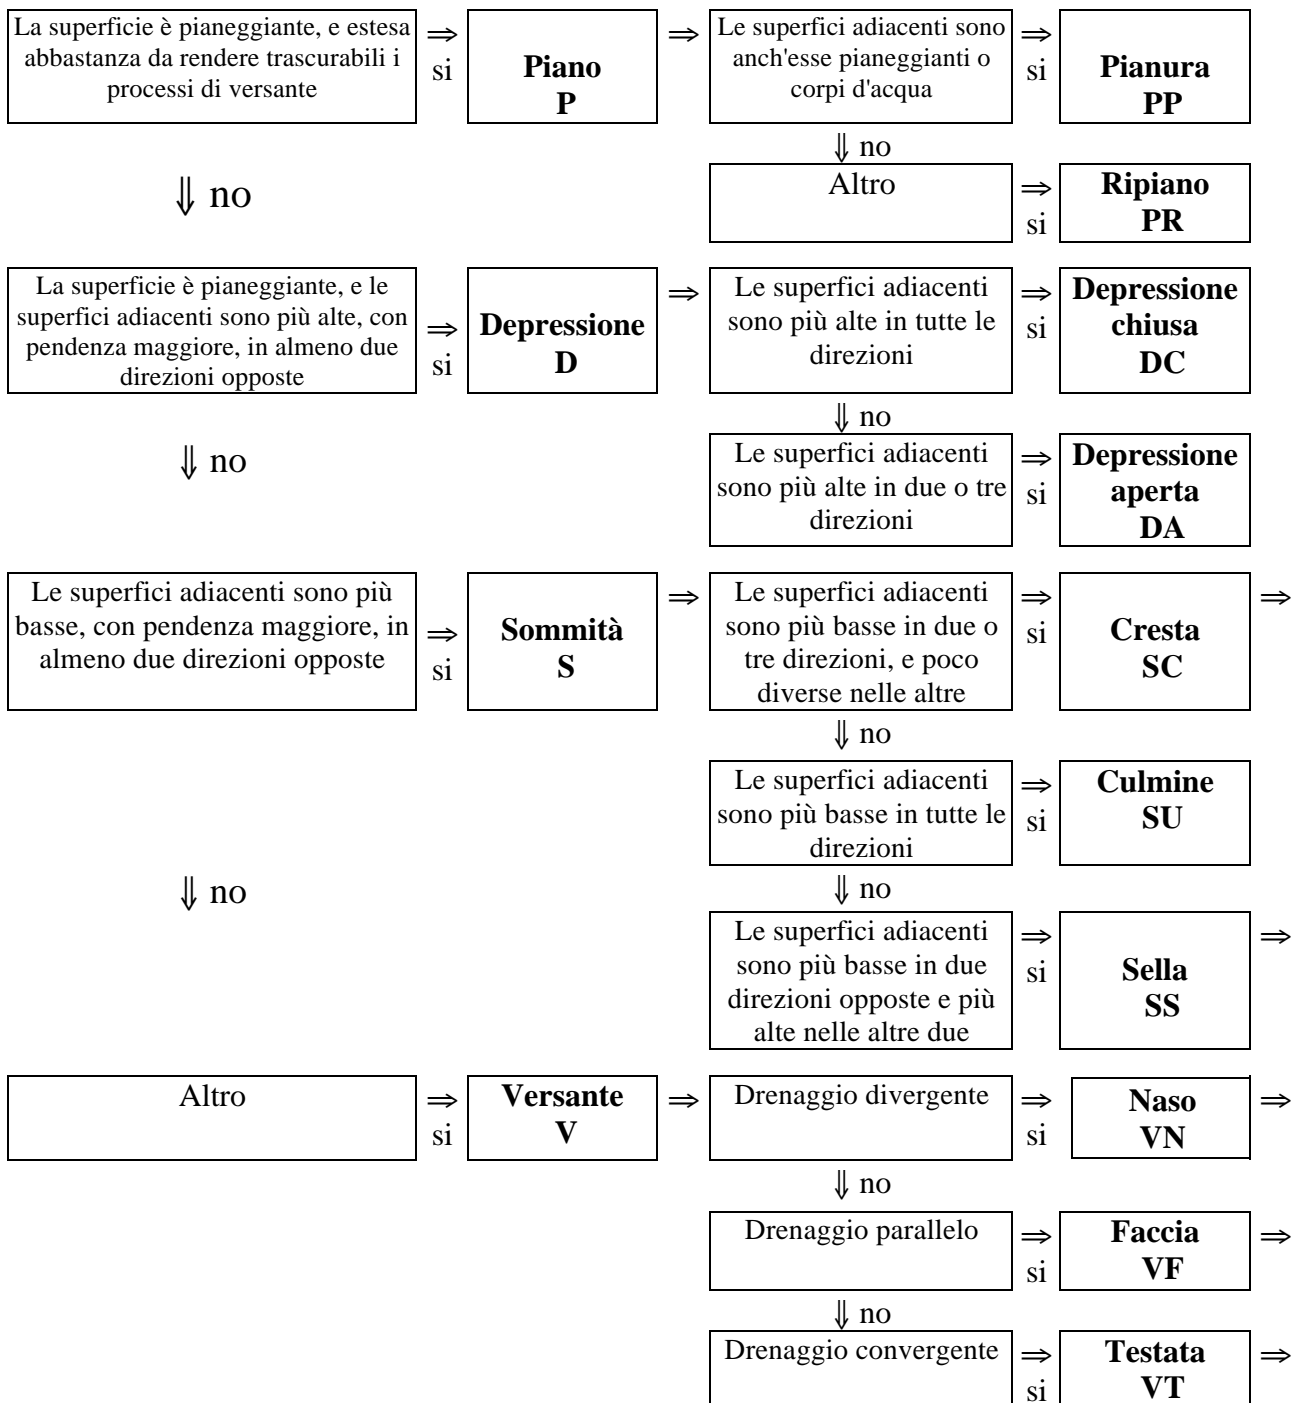 La superficie è pianeggiante, e estesa
abbastanza da rendere trascurabili i
processi di versante
⇒
si
Piano
P
⇒
Le superfici adiacenti sono
anch'esse pianeggianti o
corpi d'acqua
⇒
si
Pianura
PP
⇓ no
⇓ no
Altro
⇒
si
Ripiano
PR
La superficie è pianeggiante, e le
superfici adiacenti sono più alte, con
pendenza maggiore, in almeno due
direzioni opposte
⇒
si
Depressione
D
⇒
Le superfici adiacenti
sono più alte in tutte le
direzioni
⇒
si
Depressione
chiusa
DC
⇓ no
⇓ no
Le superfici adiacenti
sono più alte in due o tre
direzioni
⇒
si
Depressione
aperta
DA
Le superfici adiacenti sono più
basse, con pendenza maggiore, in
almeno due direzioni opposte
⇒
si
Sommità
S
⇒
Le superfici adiacenti
sono più basse in due o
tre direzioni, e poco
diverse nelle altre
⇒
si
Cresta
SC
⇒
⇓ no
Le superfici adiacenti
sono più basse in tutte le
direzioni
⇒
si
Culmine
SU
⇓ no
⇓ no
Le superfici adiacenti
sono più basse in due
direzioni opposte e più
alte nelle altre due
⇒
si
Sella
SS
⇒
Altro
⇒
si
Versante
V
⇒
Drenaggio divergente
⇒
si
Naso
VN
⇒
⇓ no
Drenaggio parallelo
⇒
si
Faccia
VF
⇒
⇓ no
Drenaggio convergente
⇒
si
Testata
VT
⇒